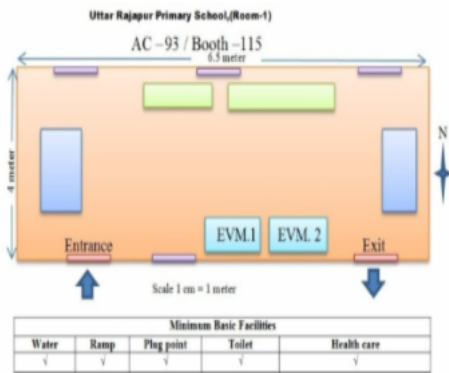 Uttar Rajapur Primary School,(Room-1)
AC –93 / Booth –115
6.5 meter
4 meter
N
EVM.1 EVM. 2
Entrance Exit
Scale 1 cm = 1 meter
Minimum Basic Facilities
Water Ramp Plug point Toilet Health care
√ √ √ √ √